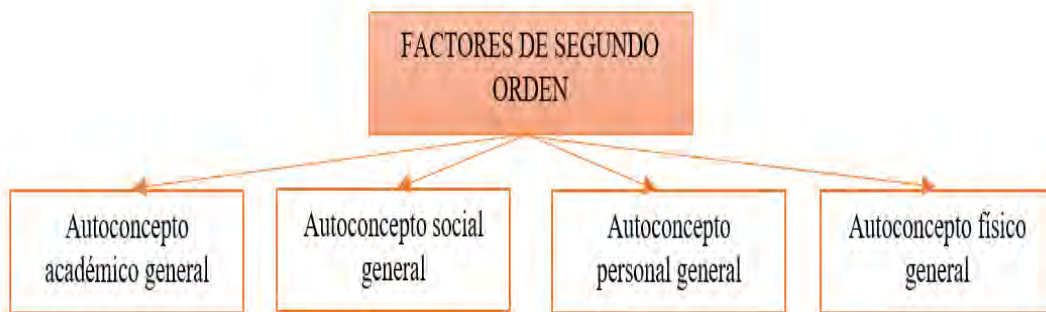 FACTORES DE SEGUNDO
ORDEN
Autoconcepto
académico general
Autoconcepto social
general
Autoconcepto
personal general
Autoconcepto físico
general